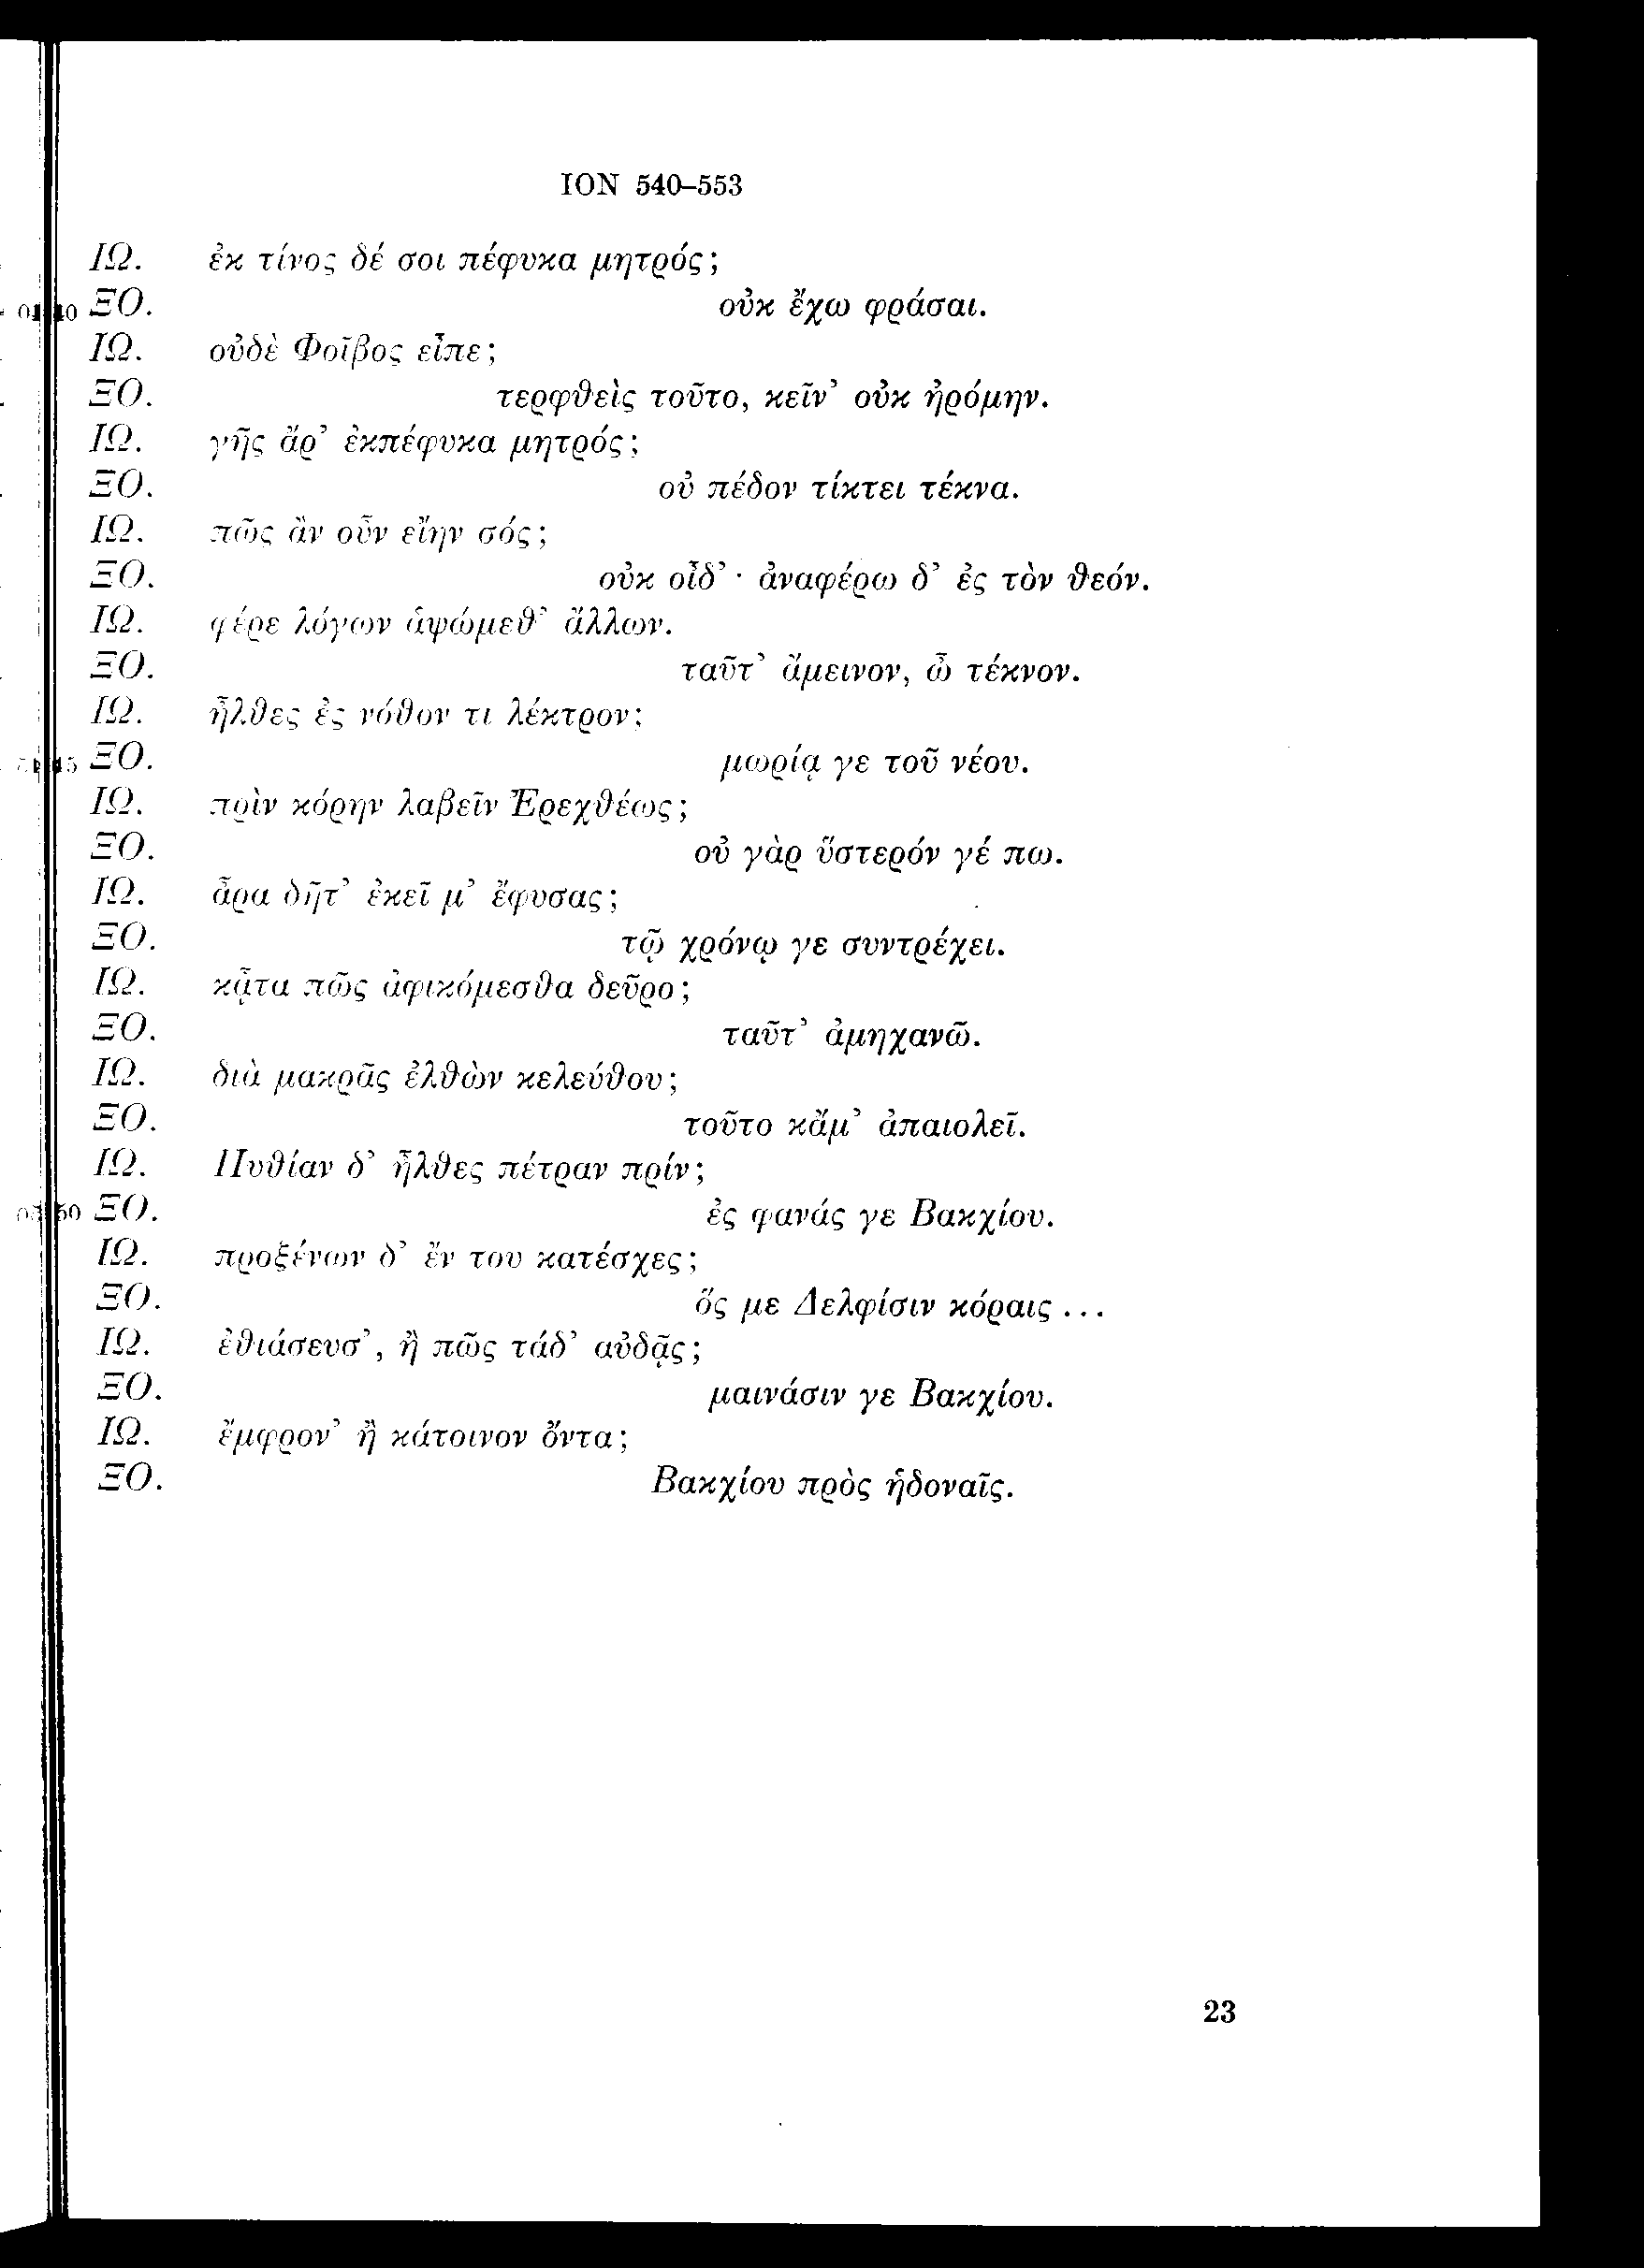 ION 540–553
ΙΩ. ἐκ τίνος δέ σοι πέφυκα μητρός;
ΞΟ. οὐκ ἔχω φράσαι.
ΙΩ. οὐδὲ Φοῖβος εἶπε;
ΞΟ. τερφθεὶς τοῦτο, κεῖν’ οὐκ ἠρόμην.
ΙΩ. γῆς ἄρ’ ἐκπέφυκα μητρός;
ΞΟ. οὐ πέδον τίκτει τέκνα.
ΙΩ. πῶς ἂν οὖν εἴην σός;
ΞΟ. οὐκ οἶδ’· ἀναφέρω δ’ ἐς τὸν θεόν.
ΙΩ. φέρε λόγων ἁψώμεθ’ ἄλλων.
ΞΟ. ταῦτ’ ἄμεινον, ὦ τέκνον.
ΙΩ. ἦλθες ἐς νόθον τι λέκτρον;
ΞΟ. μωρίᾳ γε τοῦ νέου.
ΙΩ. πρὶν κόρην λαβεῖν Ἐρεχθέως;
ΞΟ. οὐ γὰρ ὕστερόν γέ πω.
ΙΩ. ἆρα δῆτ’ ἐκεῖ μ’ ἔφυσας;
ΞΟ. τῷ χρόνῳ γε συντρέχει.
ΙΩ. κᾆτα πῶς ἀφικόμεσθα δεῦρο;
ΞΟ. ταῦτ’ ἀμηχανῶ.
ΙΩ. διὰ μακρᾶς ἐλθὼν κελεύθου;
ΞΟ. τοῦτο κἄμ’ ἀπαιολεῖ.
ΙΩ. Πυθίαν δ’ ἦλθες πέτραν πρίν;
ΞΟ. ἐς φανάς γε Βακχίου.
ΙΩ. προξένων δ’ ἔν του κατέσχες;
ΞΟ. ὅς με Δελφίσιν κόραις ...
ΙΩ. ἐθιάσευσ’, ἢ πῶς τάδ’ αὐδᾷς;
ΞΟ. μαινάσιν γε Βακχίου.
ΙΩ. ἔμφρον’ ἢ κάτοινον ὄντα;
ΞΟ. Βακχίου πρὸς ἡδοναῖς.
23